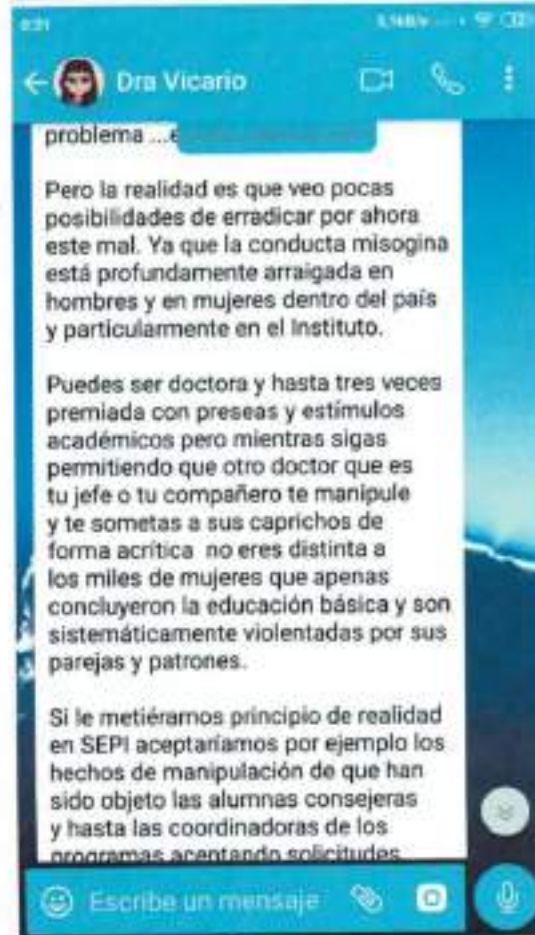 Dra Vicario
problema ...e
Pero la realidad es que veo pocas
posibilidades de erradicar por ahora
este mal. Ya que la conducta misogina
está profundamente arraigada en
hombres y en mujeres dentro del país
y particularmente en el Instituto.
Puedes ser doctora y hasta tres veces
premiada con preseas y estímulos
académicos pero mientras sigas
permitiendo que otro doctor que es
tu jefe o tu compañero te manipule
y te sometas a sus caprichos de
forma acrítica no eres distinta a
los miles de mujeres que apenas
concluyeron la educación básica y son
sistemáticamente violentadas por sus
parejas y patrones.
Si le metiéramos principio de realidad
en SEPI aceptaríamos por ejemplo los
hechos de manipulación de que han
sido objeto las alumnas consejeras
y hasta las coordinadoras de los
programas aceptando solicitudes
Escribe un mensaje